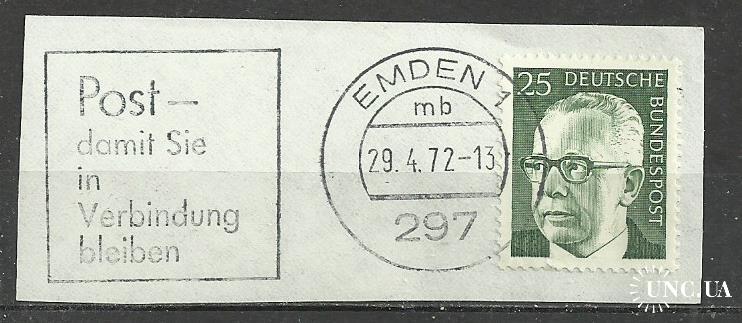 Post –
damit Sie
in
Verbindung
bleiben
EMDEN 1
mb
29.4.72-13
297
25 DEUTSCHE
BUNDESPOST
UNC.UA